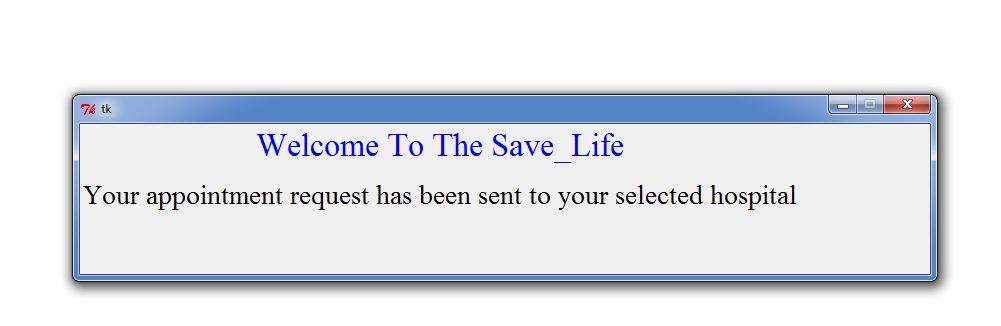 tk
Welcome To The Save_Life
Your appointment request has been sent to your selected hospital